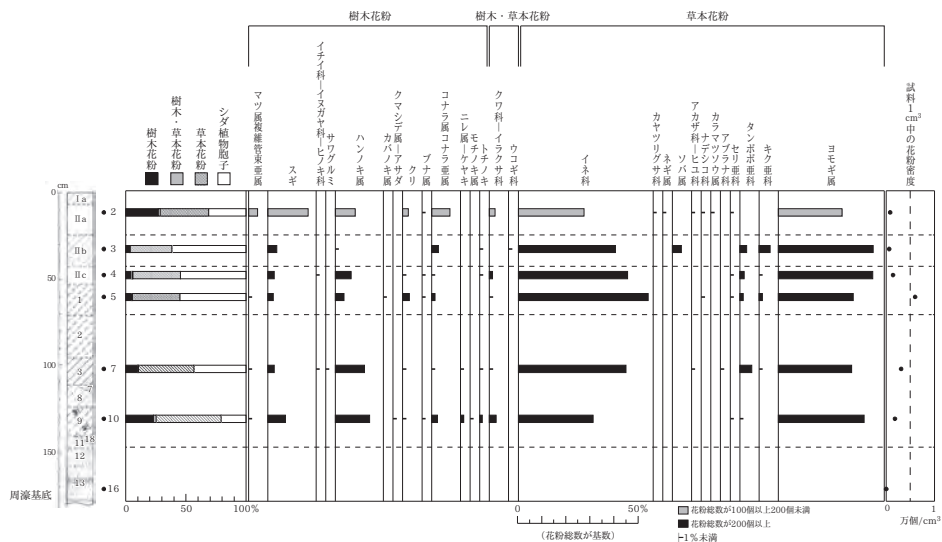 樹木花粉
樹木・草本花粉
草本花粉
樹木花粉
樹木・草本花粉
草本花粉
シダ植物胞子
マツ属複維管束亜属
スギ
イチイ科―イヌガヤ科―ヒノキ科
サワグルミ
ハンノキ属
カバノキ属
クマシデ属―アサダ
クリ
ブナ属
コナラ属コナラ亜属
ニレ属―ケヤキ
モチノキ属
トチノキ
クワ科―イラクサ科
ウコギ科
イネ科
カヤツリグサ科
ネギ属
ソバ属
アカザ科―ヒユ科
ナデシコ科
カラマツソウ属
アブラナ科
セリ亜科
タンポポ亜科
キク亜科
ヨモギ属
試料1cm³中の花粉密度
cm
0
50
100
150
Ⅰa
Ⅱa
Ⅱb
Ⅱc
1
2
3
7
8
9
18
11
12
13
周濠基底
2
3
4
5
7
10
16
0 50 100%
0 50%
(花粉総数が基数)
花粉総数が100個以上200個未満
花粉総数が200個以上
1%未満
0 1
万個/cm³